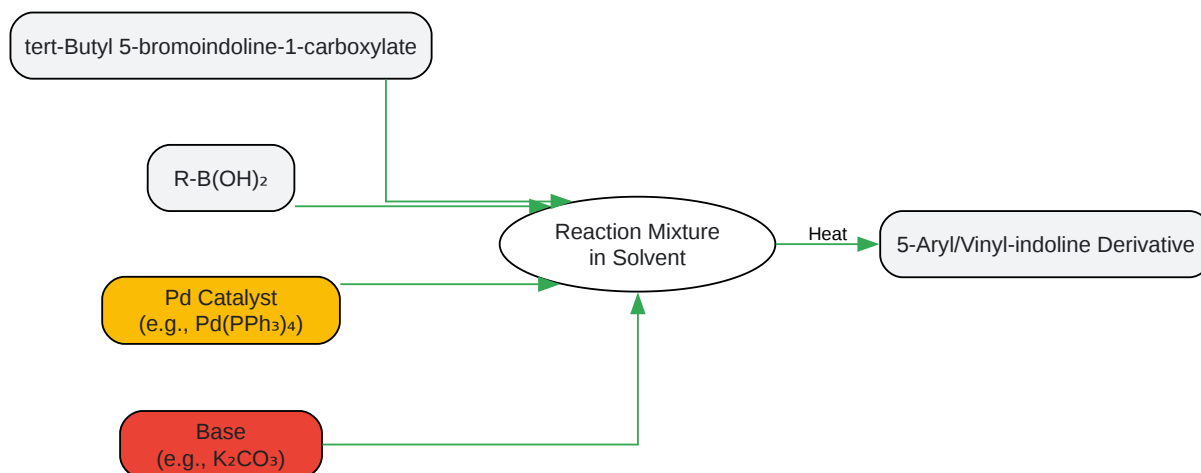 tert-Butyl 5-bromoindoline-1-carboxylate
R-B(OH)₂
Pd Catalyst
(e.g., Pd(PPh₃)₄)
Base
(e.g., K₂CO₃)
Reaction Mixture
in Solvent
Heat
5-Aryl/Vinyl-indoline Derivative